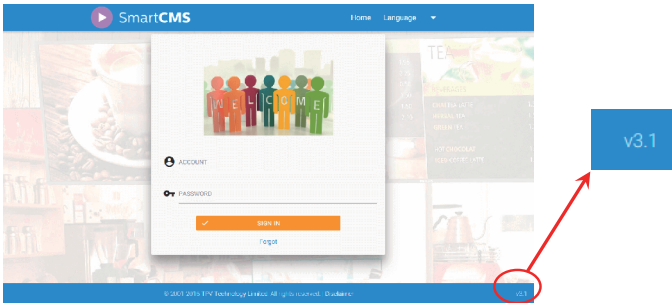 SmartCMS
Home Language
TEA
WELCOME
ACCOUNT
PASSWORD
SIGN IN
Forgot
© 2001-2016 TPV Technology Limited. All rights reserved. Disclaimer
v3.1
v3.1